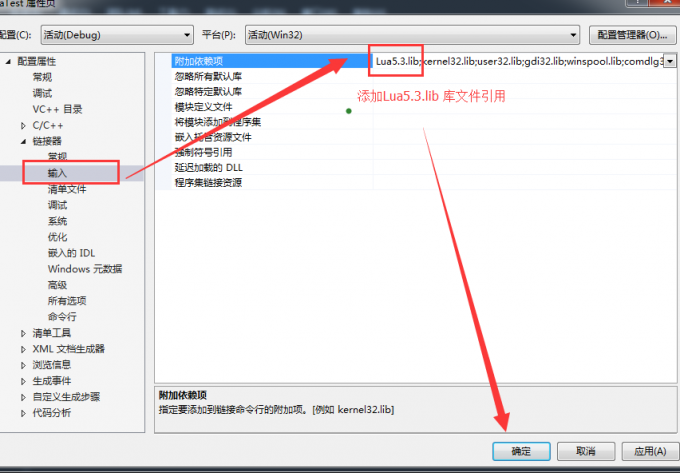 aTest 属性页
配置(C):
活动(Debug)
平台(P):
活动(Win32)
配置管理器(O)...
配置属性
常规
调试
VC++ 目录
C/C++
链接器
常规
输入
清单文件
调试
系统
优化
嵌入的 IDL
Windows 元数据
高级
所有选项
命令行
清单工具
XML 文档生成器
浏览信息
生成事件
自定义生成步骤
代码分析
附加依赖项
Lua5.3.lib;kernel32.lib;user32.lib;gdi32.lib;winspool.lib;comdlg3
忽略所有默认库
忽略特定默认库
模块定义文件
将模块添加到程序集
嵌入托管资源文件
强制符号引用
延迟加载的 DLL
程序集链接资源
添加Lua5.3.lib 库文件引用
附加依赖项
指定要添加到链接命令行的附加项。[例如 kernel32.lib]
确定
取消
应用(A)